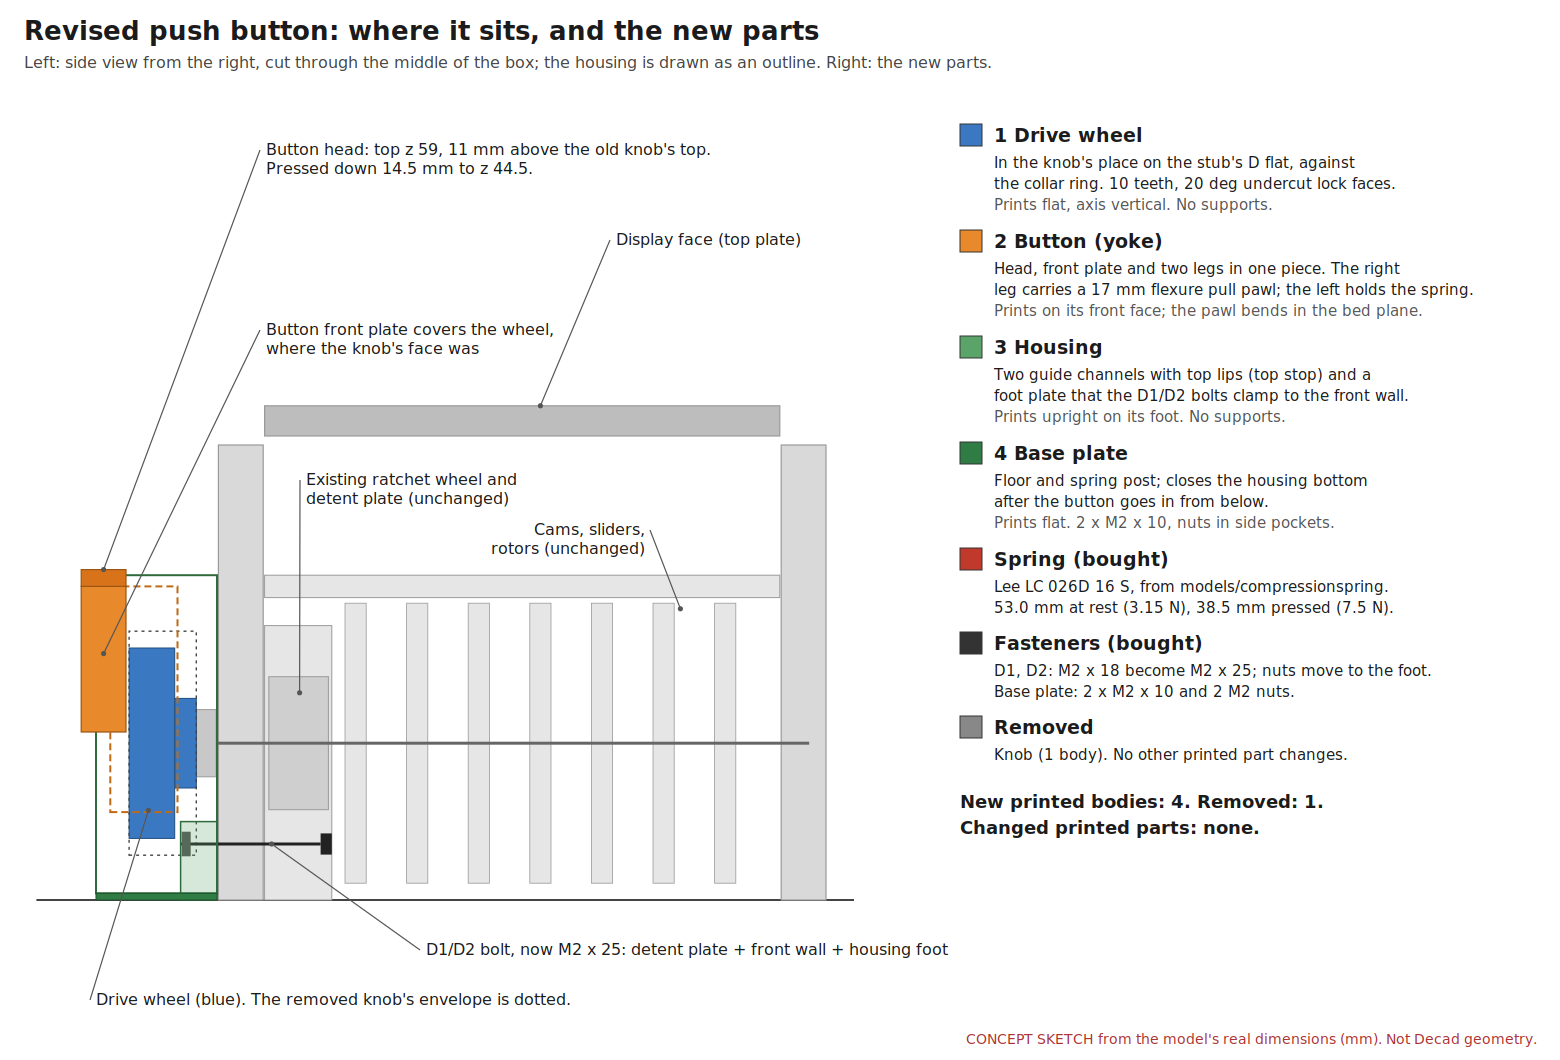 Revised push button: where it sits, and the new parts
Left: side view from the right, cut through the middle of the box; the housing is drawn as an outline. Right: the new parts.
Button head: top z 59, 11 mm above the old knob's top.
Pressed down 14.5 mm to z 44.5.
Display face (top plate)
Button front plate covers the wheel,
where the knob's face was
Existing ratchet wheel and
detent plate (unchanged)
Cams, sliders,
rotors (unchanged)
D1/D2 bolt, now M2 x 25: detent plate + front wall + housing foot
Drive wheel (blue). The removed knob's envelope is dotted.
1 Drive wheel
In the knob's place on the stub's D flat, against
the collar ring. 10 teeth, 20 deg undercut lock faces.
Prints flat, axis vertical. No supports.
2 Button (yoke)
Head, front plate and two legs in one piece. The right
leg carries a 17 mm flexure pull pawl; the left holds the spring.
Prints on its front face; the pawl bends in the bed plane.
3 Housing
Two guide channels with top lips (top stop) and a
foot plate that the D1/D2 bolts clamp to the front wall.
Prints upright on its foot. No supports.
4 Base plate
Floor and spring post; closes the housing bottom
after the button goes in from below.
Prints flat. 2 x M2 x 10, nuts in side pockets.
Spring (bought)
Lee LC 026D 16 S, from models/compressionspring.
53.0 mm at rest (3.15 N), 38.5 mm pressed (7.5 N).
Fasteners (bought)
D1, D2: M2 x 18 become M2 x 25; nuts move to the foot.
Base plate: 2 x M2 x 10 and 2 M2 nuts.
Removed
Knob (1 body). No other printed part changes.
New printed bodies: 4. Removed: 1.
Changed printed parts: none.
CONCEPT SKETCH from the model's real dimensions (mm). Not Decad geometry.